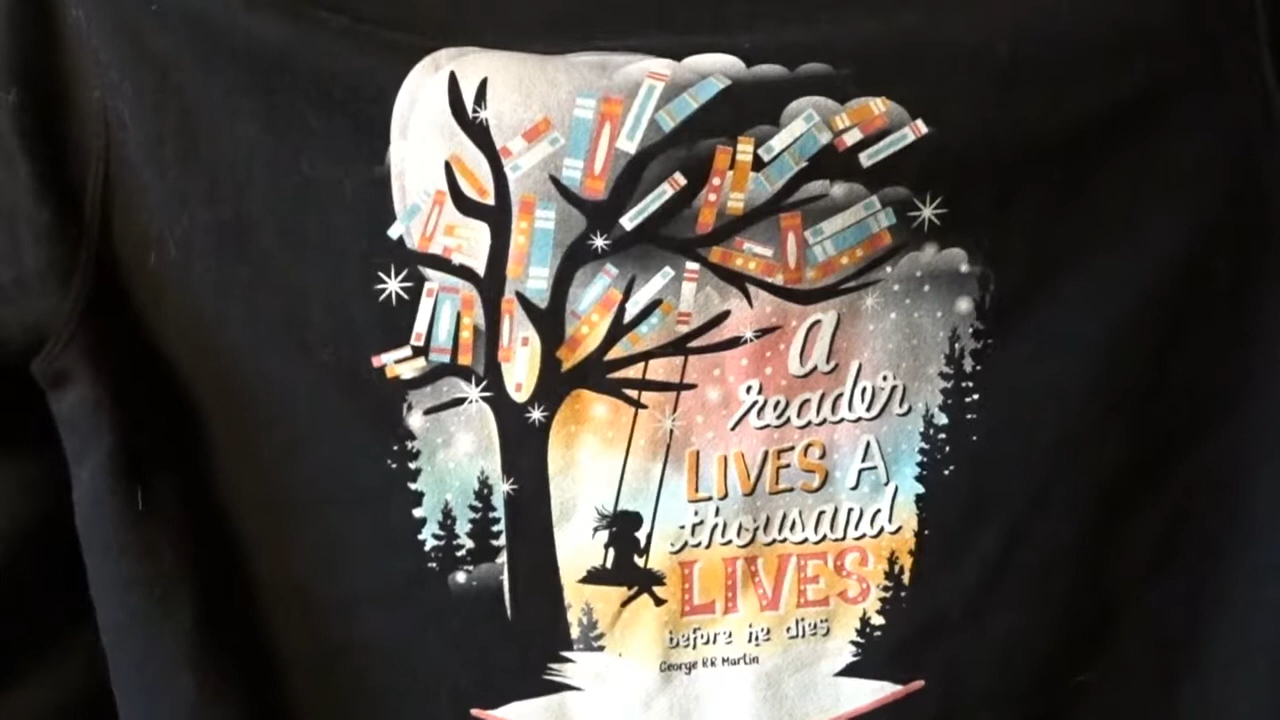 a
reader
LIVES A
thousand
LIVES
before he dies
George RR Martin